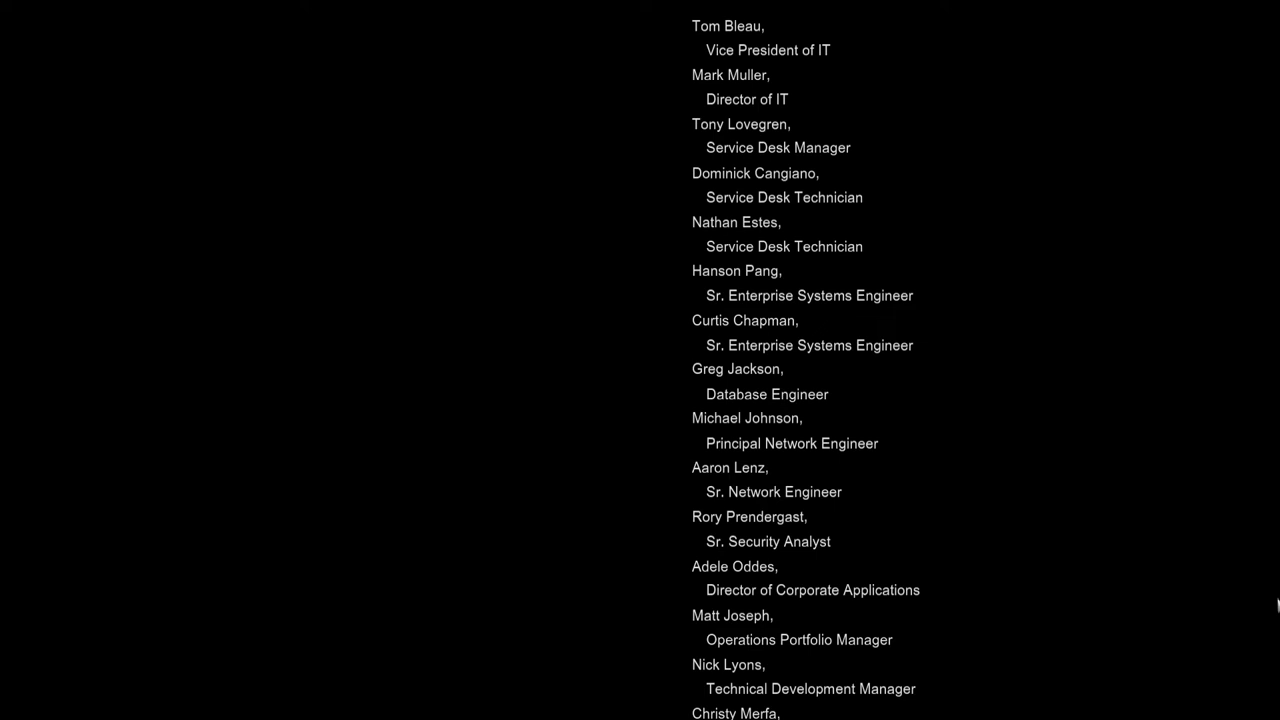 Tom Bleau,
Vice President of IT
Mark Muller,
Director of IT
Tony Lovegren,
Service Desk Manager
Dominick Cangiano,
Service Desk Technician
Nathan Estes,
Service Desk Technician
Hanson Pang,
Sr. Enterprise Systems Engineer
Curtis Chapman,
Sr. Enterprise Systems Engineer
Greg Jackson,
Database Engineer
Michael Johnson,
Principal Network Engineer
Aaron Lenz,
Sr. Network Engineer
Rory Prendergast,
Sr. Security Analyst
Adele Oddes,
Director of Corporate Applications
Matt Joseph,
Operations Portfolio Manager
Nick Lyons,
Technical Development Manager
Christy Merfa,